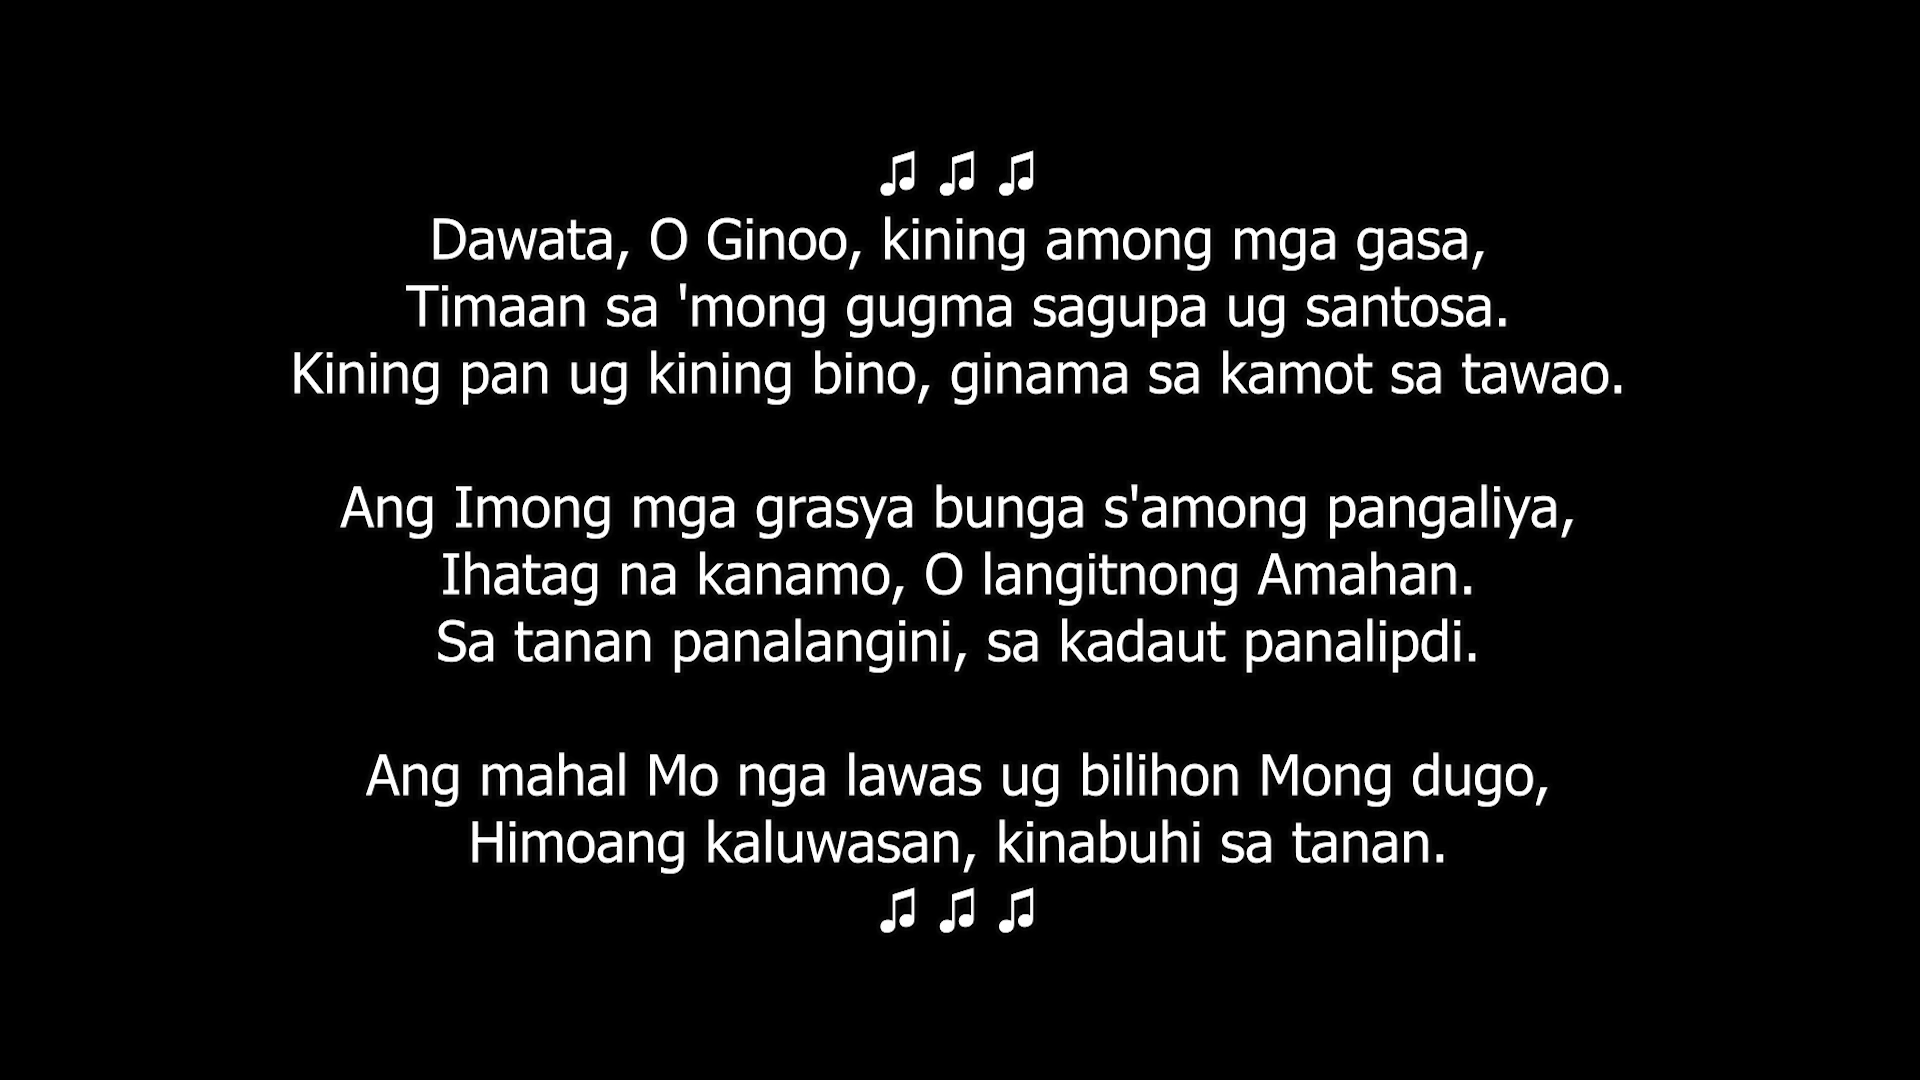 ♫ ♫ ♫
Dawata, O Ginoo, kining among mga gasa,
Timaan sa 'mong gugma sagupa ug santosa.
Kining pan ug kining bino, ginama sa kamot sa tawao.
Ang Imong mga grasya bunga s'among pangaliya,
Ihatag na kanamo, O langitnong Amahan.
Sa tanan panalangini, sa kadaut panalipdi.
Ang mahal Mo nga lawas ug bilihon Mong dugo,
Himoang kaluwasan, kinabuhi sa tanan.
♫ ♫ ♫